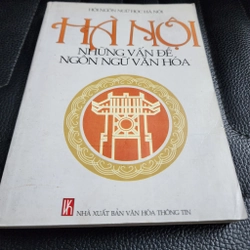 HỘI NGÔN NGỮ HỌC HÀ NỘI
HÀ NỘI
NHỮNG VẤN ĐỀ
NGÔN NGỮ VĂN HÓA
NHÀ XUẤT BẢN VĂN HÓA THÔNG TIN